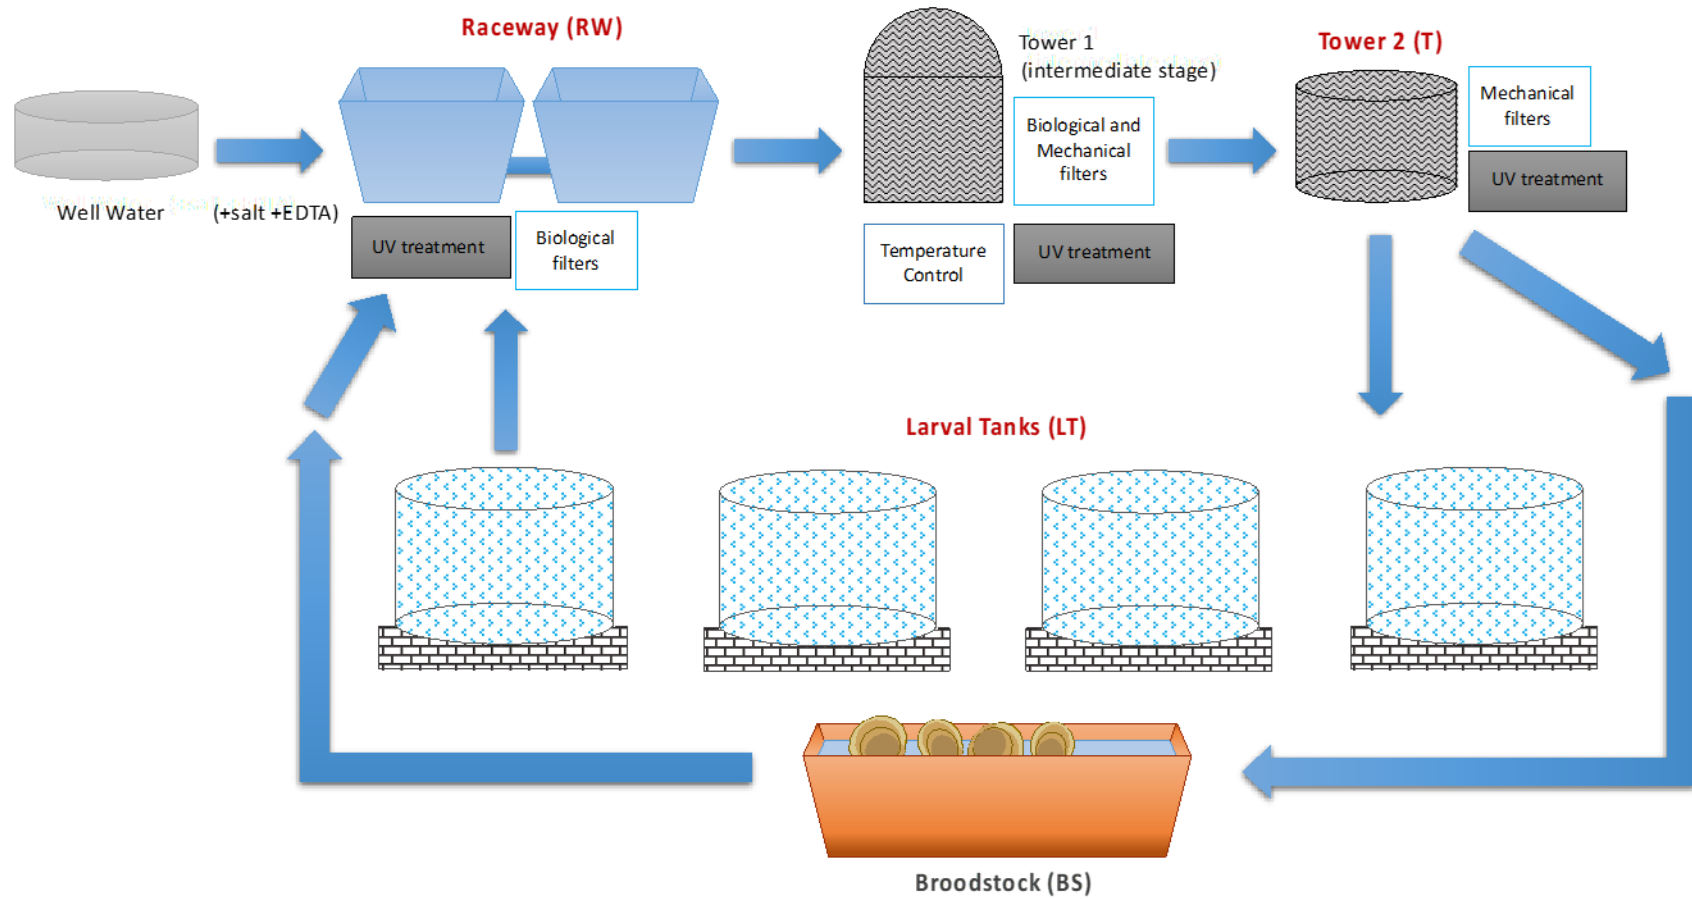 Raceway (RW)
Tower 1
(intermediate stage)
Tower 2 (T)
Mechanical
filters
Biological and
Mechanical
filters
UV treatment
Well Water
(+salt +EDTA)
UV treatment
Biological
filters
Temperature
Control
UV treatment
Larval Tanks (LT)
Broodstock (BS)